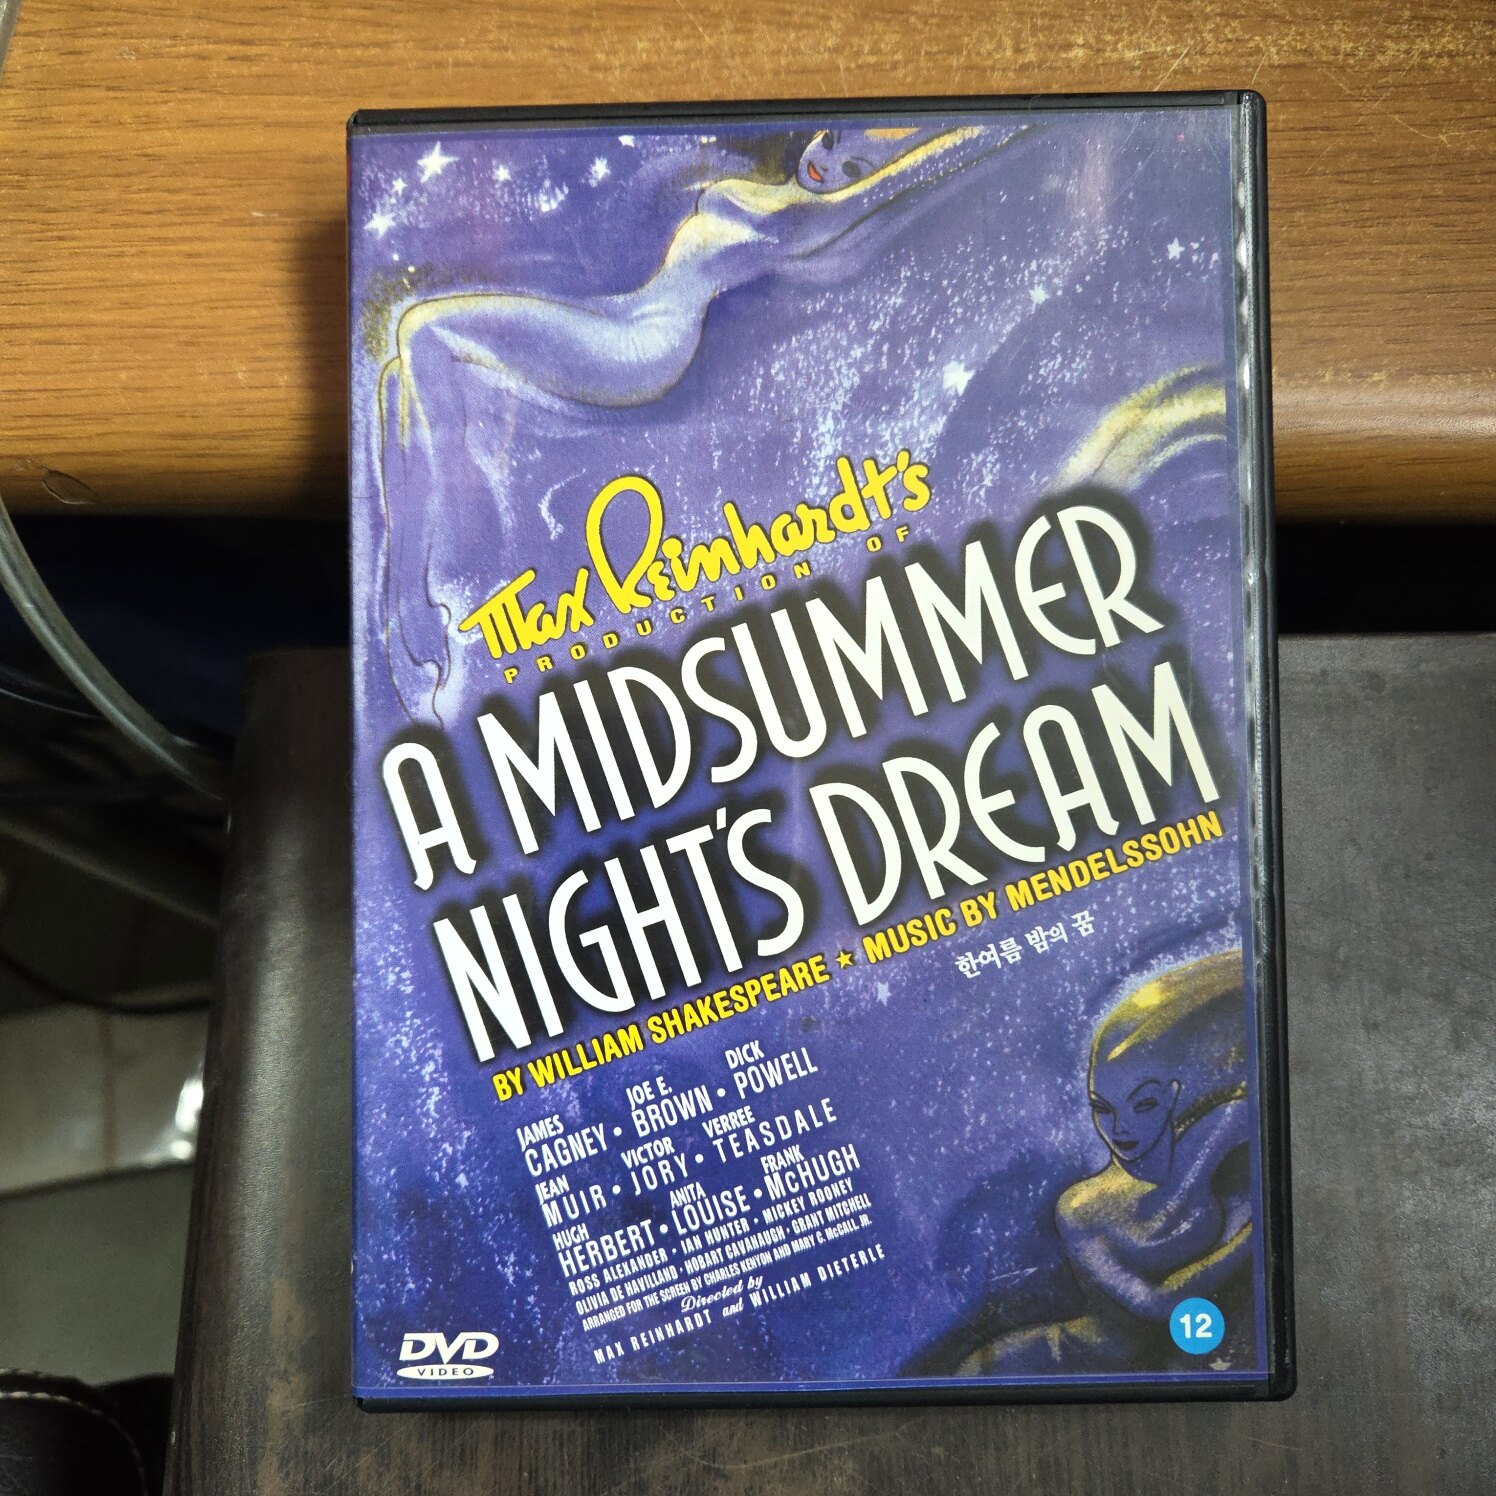 Max Reinhardt's
PRODUCTION OF
A MIDSUMMER
NIGHT'S DREAM
BY WILLIAM SHAKESPEARE ★ MUSIC BY MENDELSSOHN
한여름 밤의 꿈
JAMES CAGNEY • JOE E. BROWN • DICK POWELL
JEAN MUIR • VICTOR JORY • VERREE TEASDALE
HUGH HERBERT • ANITA LOUISE • FRANK McHUGH
ROSS ALEXANDER • IAN HUNTER • MICKEY ROONEY
OLIVIA DE HAVILLAND • HOBART CAVANAUGH • GRANT MITCHELL
ARRANGED FOR THE SCREEN BY CHARLES KENYON AND MARY C. McCALL, JR.
Directed by
MAX REINHARDT and WILLIAM DIETERLE
DVD
VIDEO
12